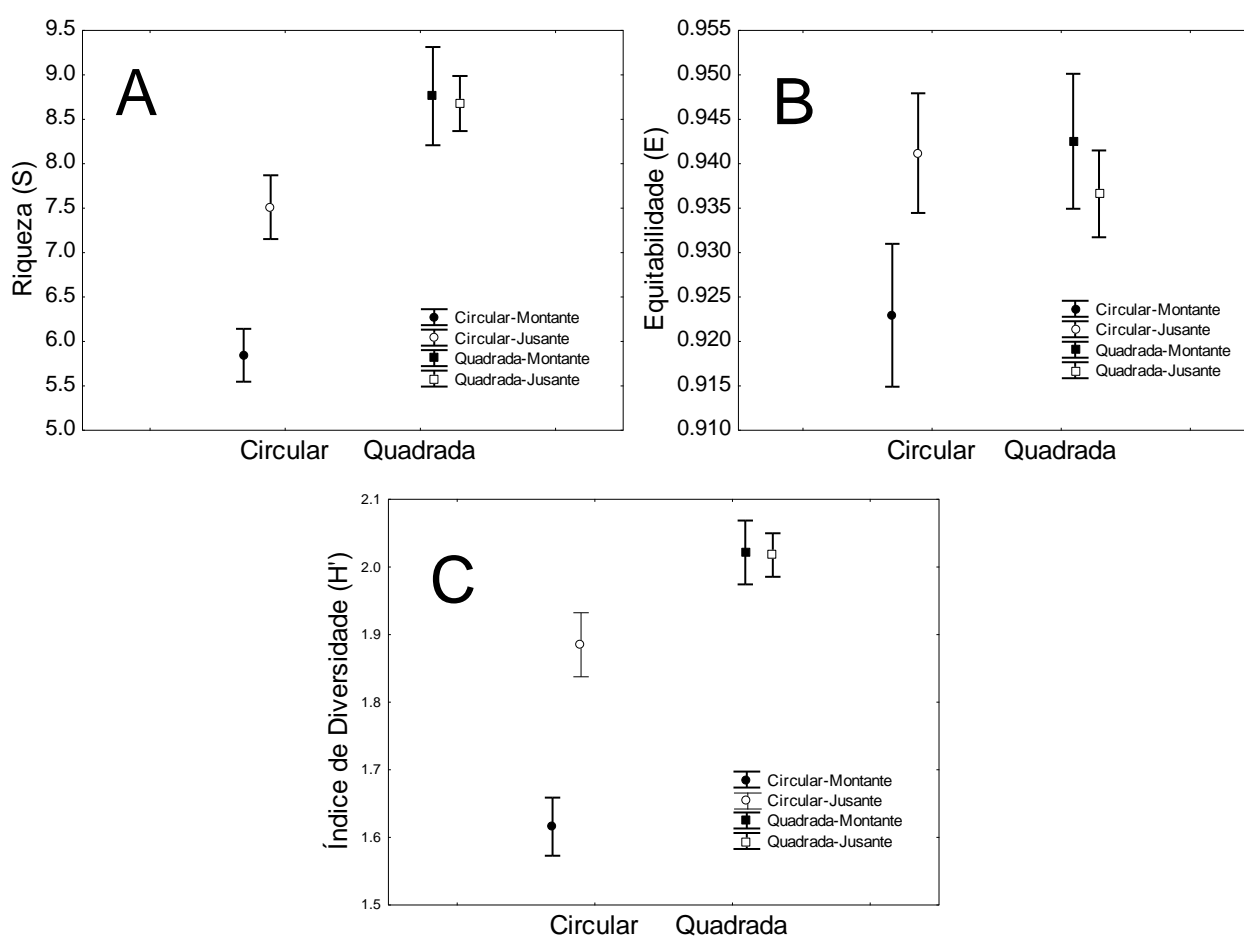 A
Riqueza (S)
9.5
9.0
8.5
8.0
7.5
7.0
6.5
6.0
5.5
5.0
Circular-Montante
Circular-Jusante
Quadrada-Montante
Quadrada-Jusante
Circular Quadrada
B
Equitabilidade (E)
0.955
0.950
0.945
0.940
0.935
0.930
0.925
0.920
0.915
0.910
Circular-Montante
Circular-Jusante
Quadrada-Montante
Quadrada-Jusante
Circular Quadrada
C
Índice de Diversidade (H')
2.1
2.0
1.9
1.8
1.7
1.6
1.5
Circular-Montante
Circular-Jusante
Quadrada-Montante
Quadrada-Jusante
Circular Quadrada